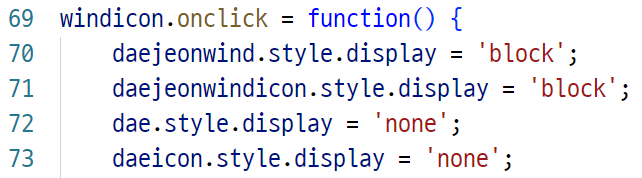 69 windicon.onclick = function() {
70 daejeonwind.style.display = 'block';
71 daejeonwindicon.style.display = 'block';
72 dae.style.display = 'none';
73 daeicon.style.display = 'none';